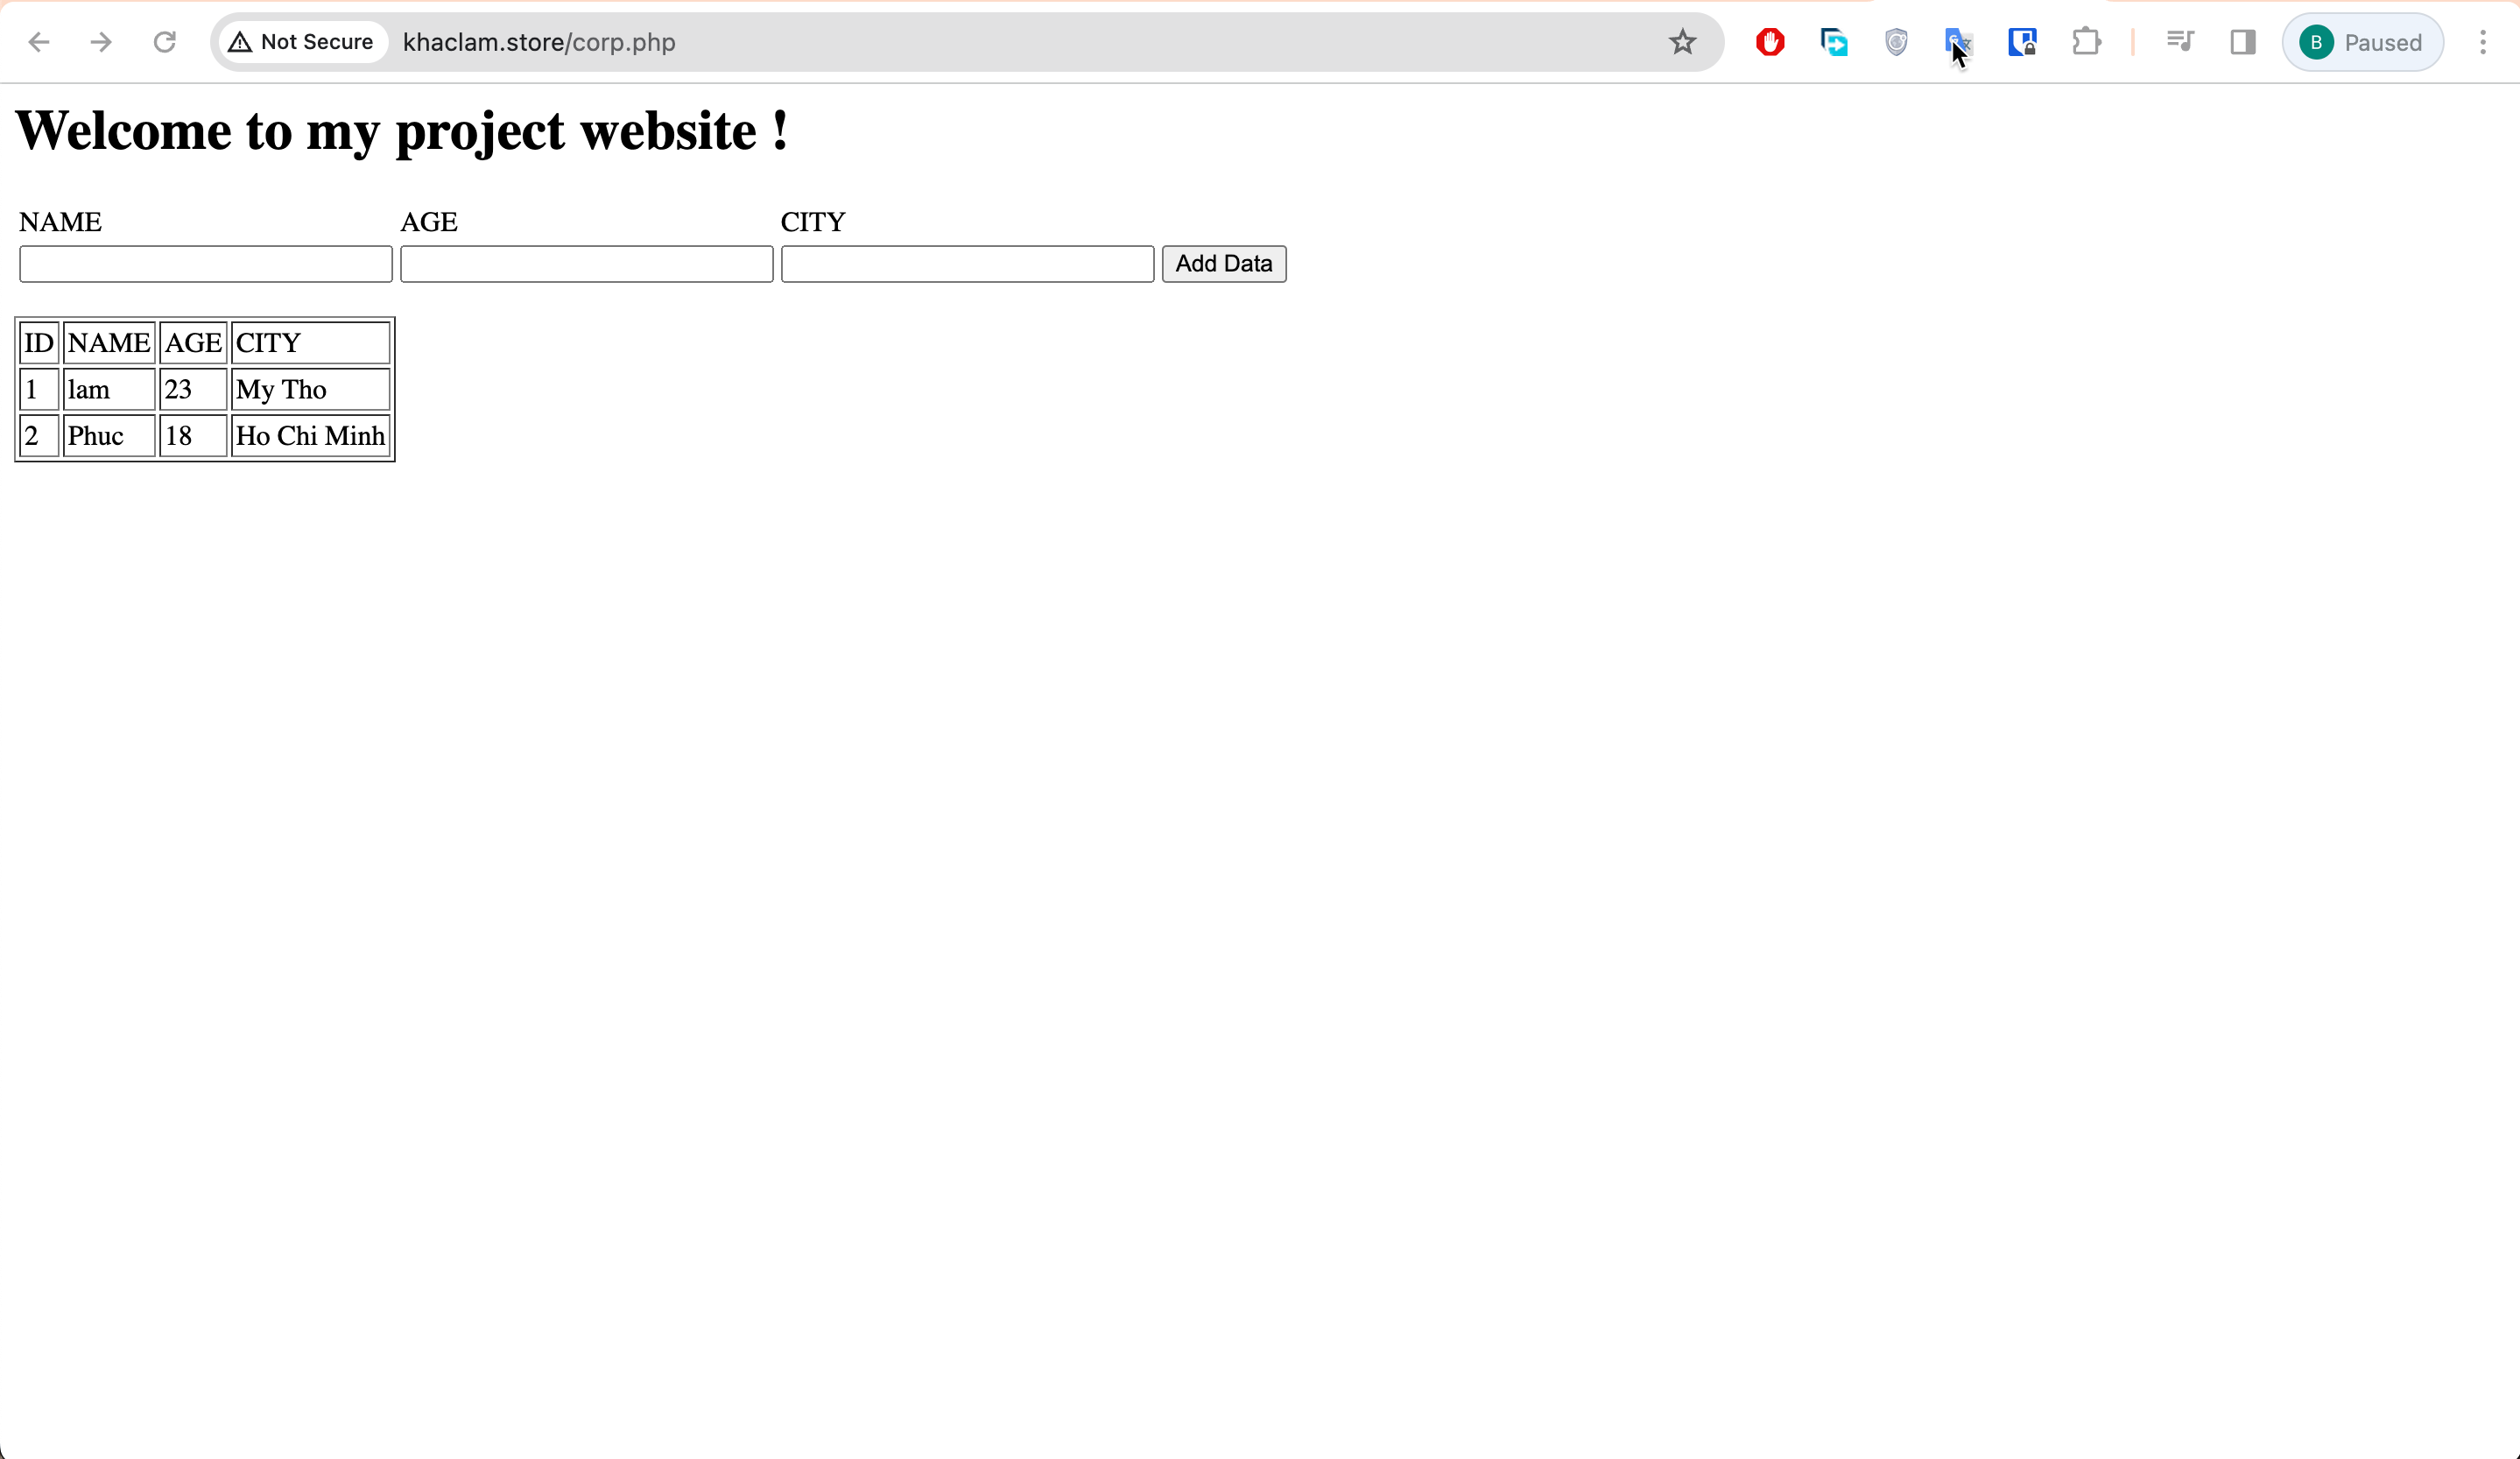 Not Secure khaclam.store/corp.php B Paused
Welcome to my project website !
NAME AGE CITY
Add Data
ID NAME AGE CITY
1 lam 23 My Tho
2 Phuc 18 Ho Chi Minh